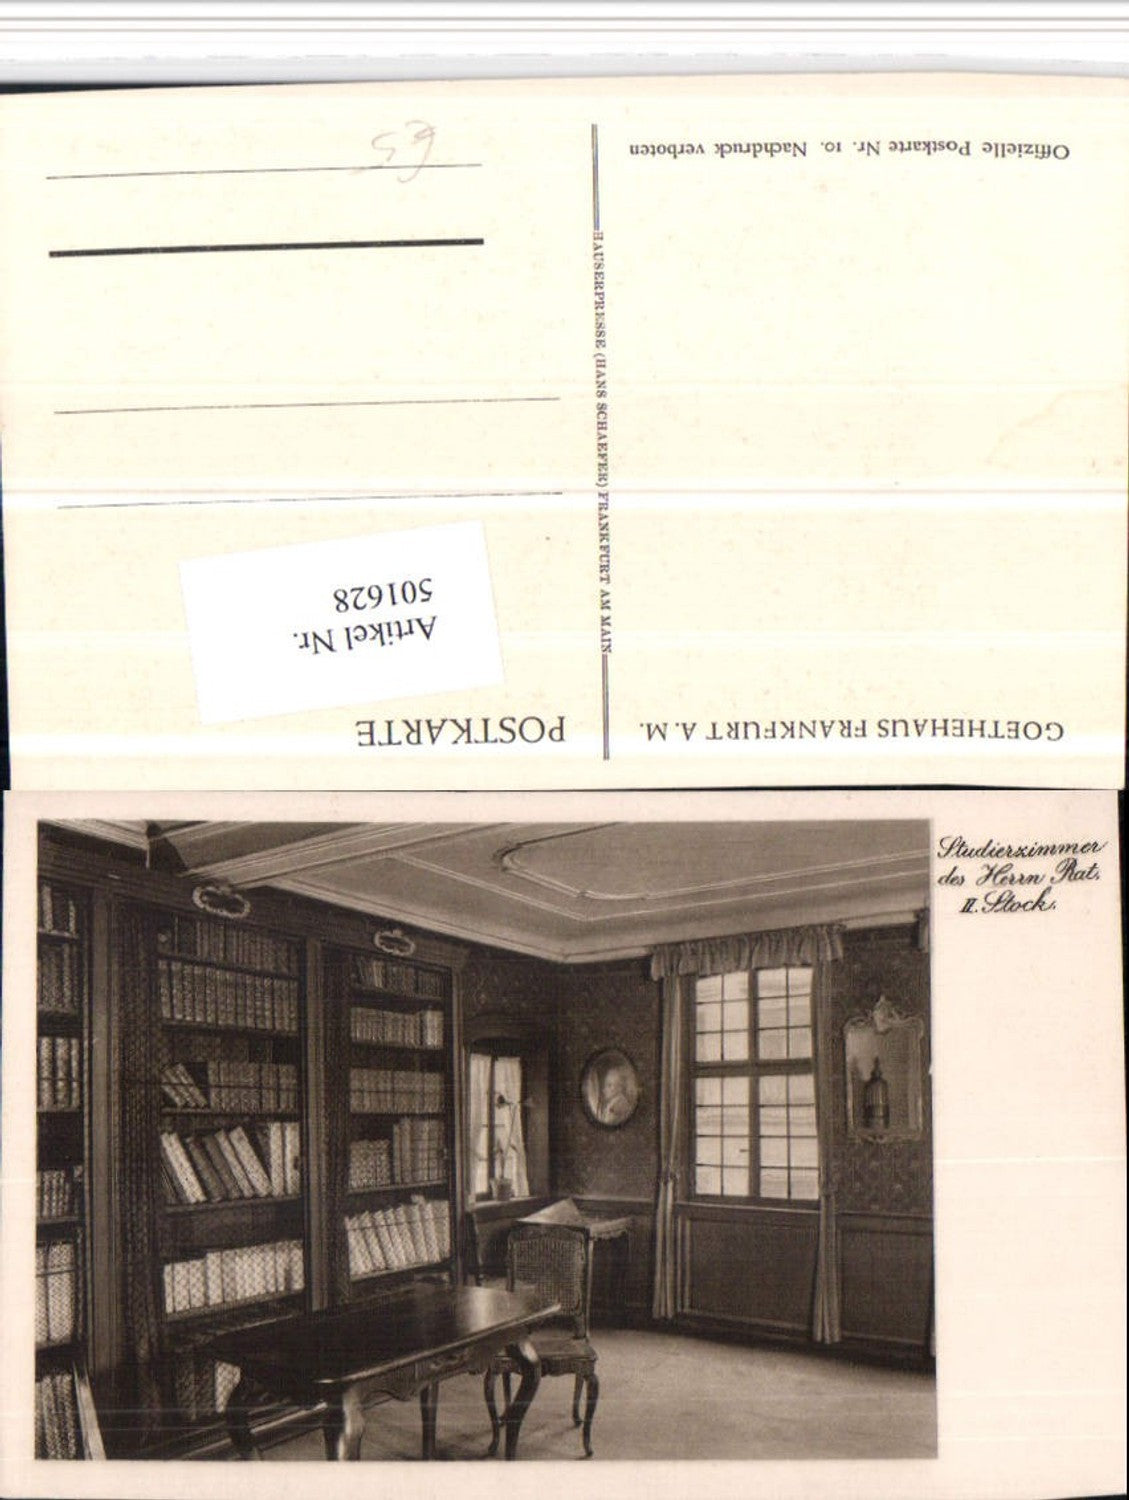 GOETHEHAUS FRANKFURT A. M.
POSTKARTE
Artikel Nr.
501628
HAUSERPRESSE (HANS SCHAEFER) FRANKFURT AM MAIN
Offizielle Postkarte Nr. 10. Nachdruck verboten
Studierzimmer
des Herrn Rat.
II. Stock.